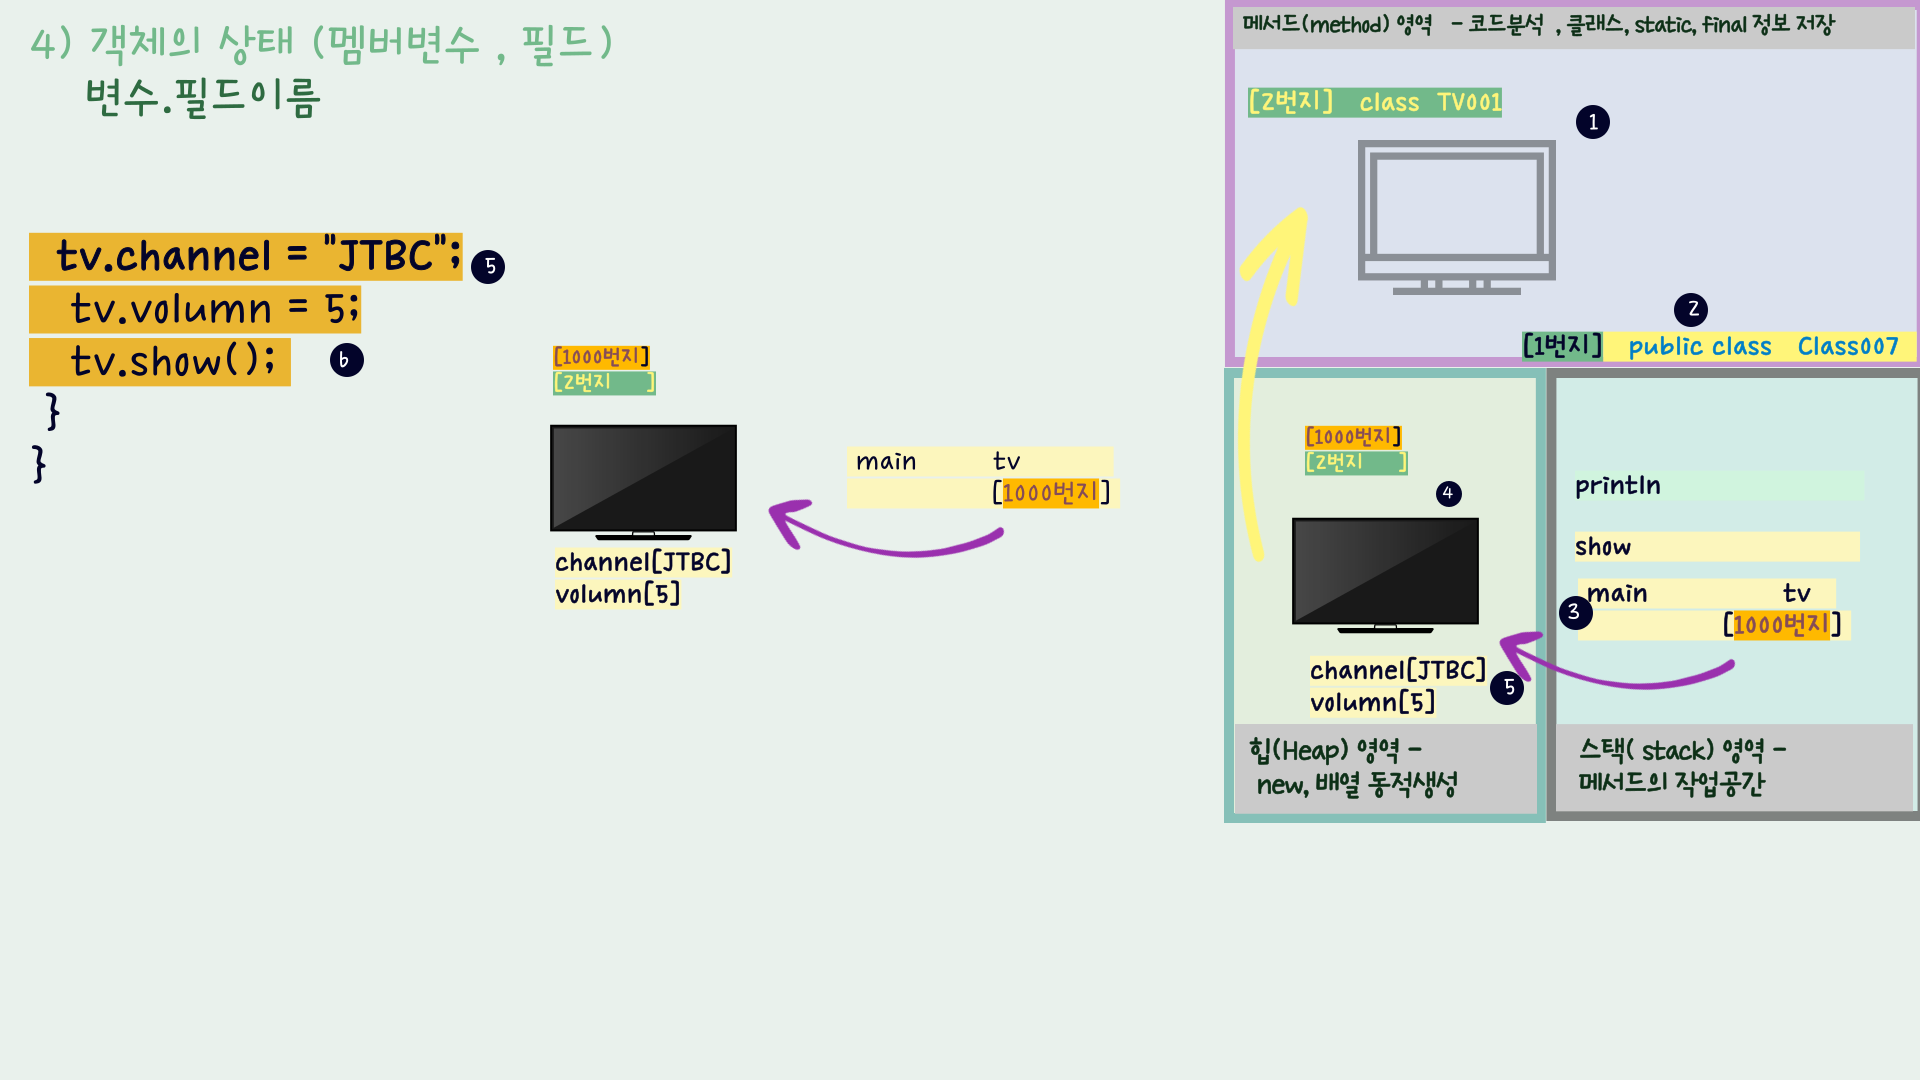 4) 객체의 상태 (멤버변수 , 필드)
변수.필드이름
tv.channel = "JTBC";
5
tv.volumn = 5;
tv.show();
6
}
}
[1000번지]
[2번지 ]
channel[JTBC]
volumn[5]
main tv
[1000번지]
메서드(method) 영역 - 코드분석 , 클래스, static, final 정보 저장
[2번지] class TV001
1
2
[1번지] public class Class007
[1000번지]
[2번지 ]
4
channel[JTBC]
5
volumn[5]
힙(Heap) 영역 -
new, 배열 동적생성
println
show
main tv
3
[1000번지]
스택( stack) 영역 -
메서드의 작업공간